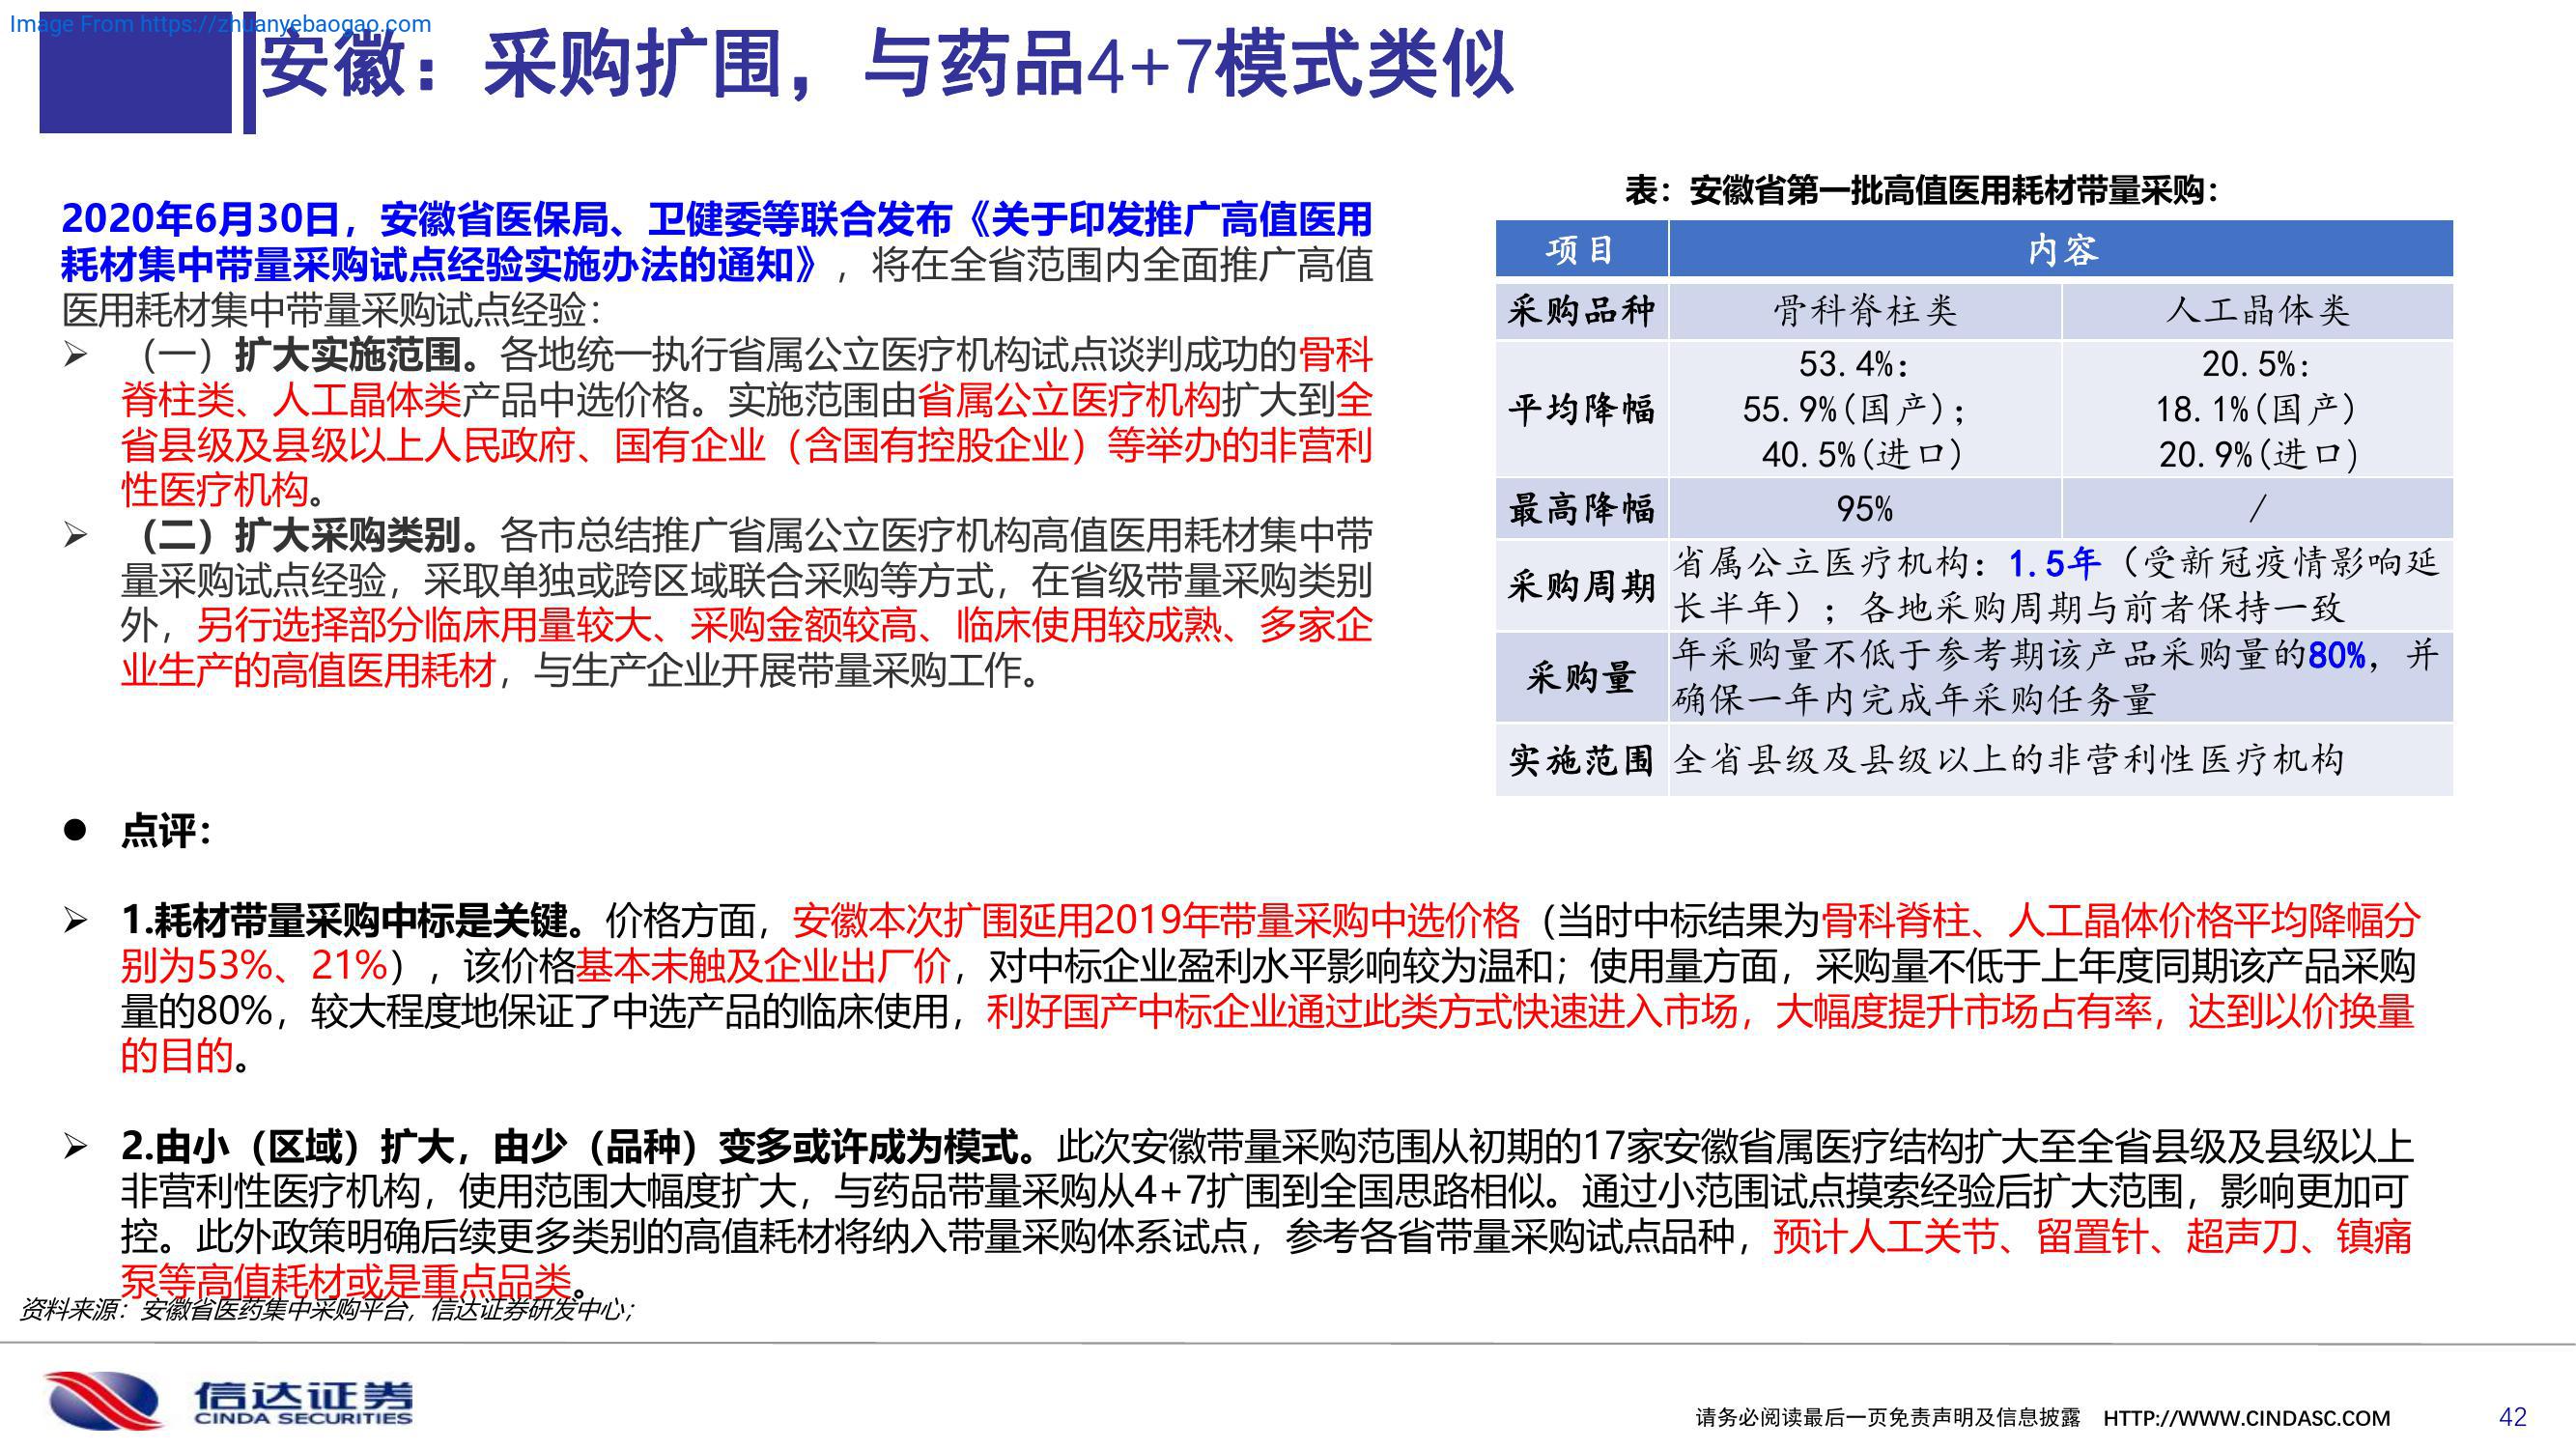 Image From https://zhuanyebaogao.com
安徽：采购扩围，与药品4+7模式类似
2020年6月30日，安徽省医保局、卫健委等联合发布《关于印发推广高值医用
耗材集中带量采购试点经验实施办法的通知》，将在全省范围内全面推广高值
医用耗材集中带量采购试点经验：
➢ （一）扩大实施范围。各地统一执行省属公立医疗机构试点谈判成功的骨科
脊柱类、人工晶体类产品中选价格。实施范围由省属公立医疗机构扩大到全
省县级及县级以上人民政府、国有企业（含国有控股企业）等举办的非营利
性医疗机构。
➢ （二）扩大采购类别。各市总结推广省属公立医疗机构高值医用耗材集中带
量采购试点经验，采取单独或跨区域联合采购等方式，在省级带量采购类别
外，另行选择部分临床用量较大、采购金额较高、临床使用较成熟、多家企
业生产的高值医用耗材，与生产企业开展带量采购工作。
表：安徽省第一批高值医用耗材带量采购：
项目 内容
采购品种 骨科脊柱类 人工晶体类
平均降幅 53.4%： 20.5%：
55.9%(国产)； 18.1%(国产)
40.5%(进口) 20.9%(进口)
最高降幅 95% /
采购周期 省属公立医疗机构：1.5年（受新冠疫情影响延
长半年）；各地采购周期与前者保持一致
采购量 年采购量不低于参考期该产品采购量的80%，并
确保一年内完成年采购任务量
实施范围 全省县级及县级以上的非营利性医疗机构
● 点评：
➢ 1.耗材带量采购中标是关键。价格方面，安徽本次扩围延用2019年带量采购中选价格（当时中标结果为骨科脊柱、人工晶体价格平均降幅分
别为53%、21%），该价格基本未触及企业出厂价，对中标企业盈利水平影响较为温和；使用量方面，采购量不低于上年度同期该产品采购
量的80%，较大程度地保证了中选产品的临床使用，利好国产中标企业通过此类方式快速进入市场，大幅度提升市场占有率，达到以价换量
的目的。
➢ 2.由小（区域）扩大，由少（品种）变多或许成为模式。此次安徽带量采购范围从初期的17家安徽省属医疗结构扩大至全省县级及县级以上
非营利性医疗机构，使用范围大幅度扩大，与药品带量采购从4+7扩围到全国思路相似。通过小范围试点摸索经验后扩大范围，影响更加可
控。此外政策明确后续更多类别的高值耗材将纳入带量采购体系试点，参考各省带量采购试点品种，预计人工关节、留置针、超声刀、镇痛
泵等高值耗材或是重点品类。
资料来源：安徽省医药集中采购平台，信达证券研发中心；
信达证券
CINDA SECURITIES
请务必阅读最后一页免责声明及信息披露 HTTP://WWW.CINDASC.COM 42